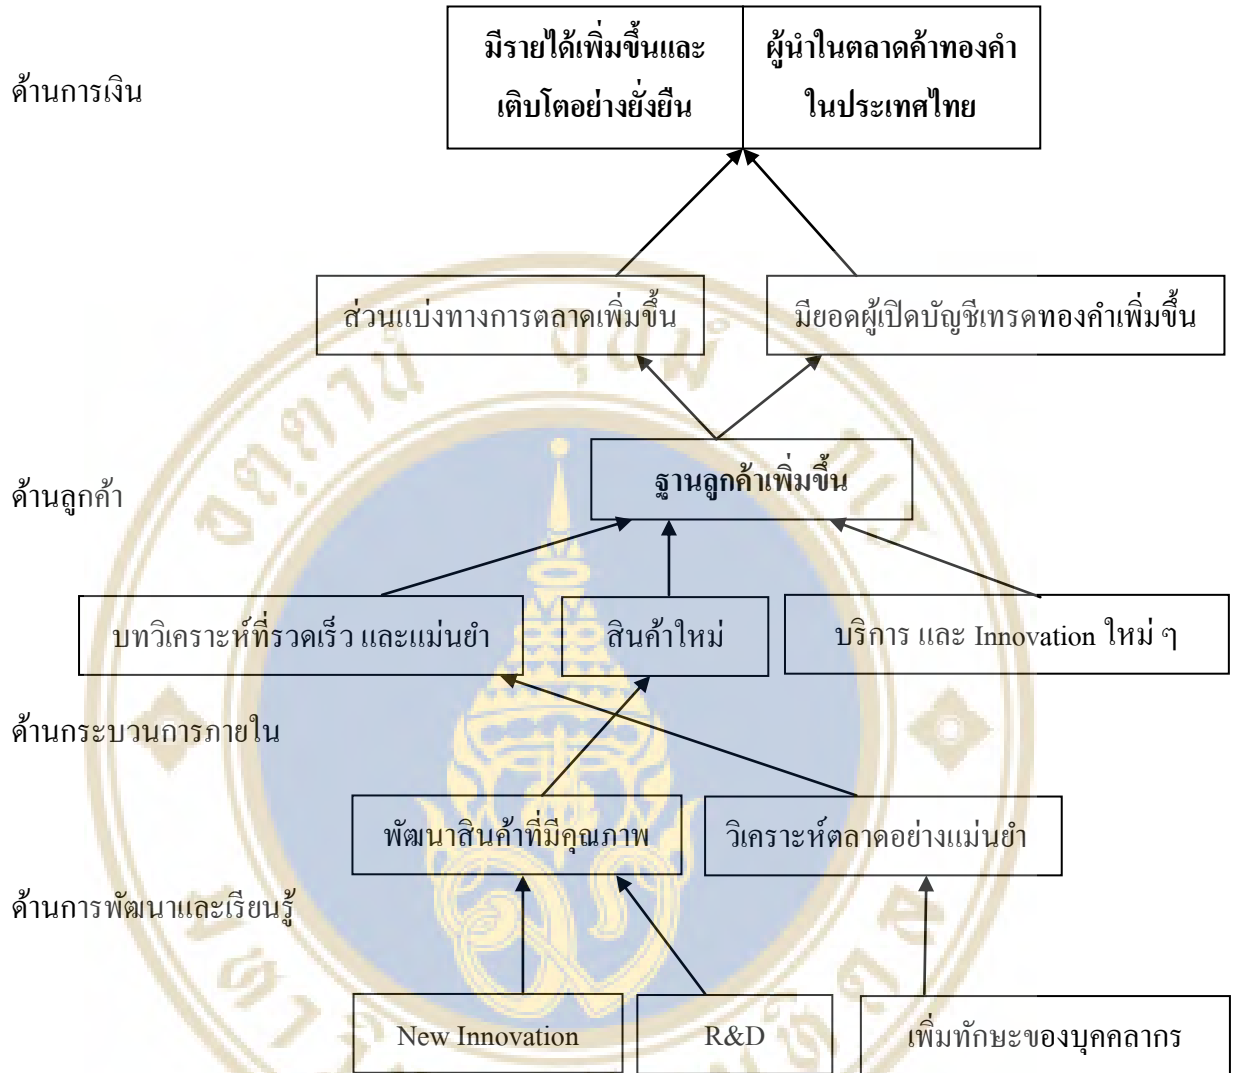 มีรายได้เพิ่มขึ้นและ
เติบโตอย่างยั่งยืน
ผู้นำในตลาดค้าทองคำ
ในประเทศไทย
ด้านการเงิน
ส่วนแบ่งทางการตลาดเพิ่มขึ้น
มียอดผู้เปิดบัญชีเทรดทองคำเพิ่มขึ้น
ด้านลูกค้า
ฐานลูกค้าเพิ่มขึ้น
บทวิเคราะห์ที่รวดเร็ว และแม่นยำ
สินค้าใหม่
บริการ และ Innovation ใหม่ ๆ
ด้านกระบวนการภายใน
พัฒนาสินค้าที่มีคุณภาพ
วิเคราะห์ตลาดอย่างแม่นยำ
ด้านการพัฒนาและเรียนรู้
New Innovation
R&D
เพิ่มทักษะของบุคคลากร